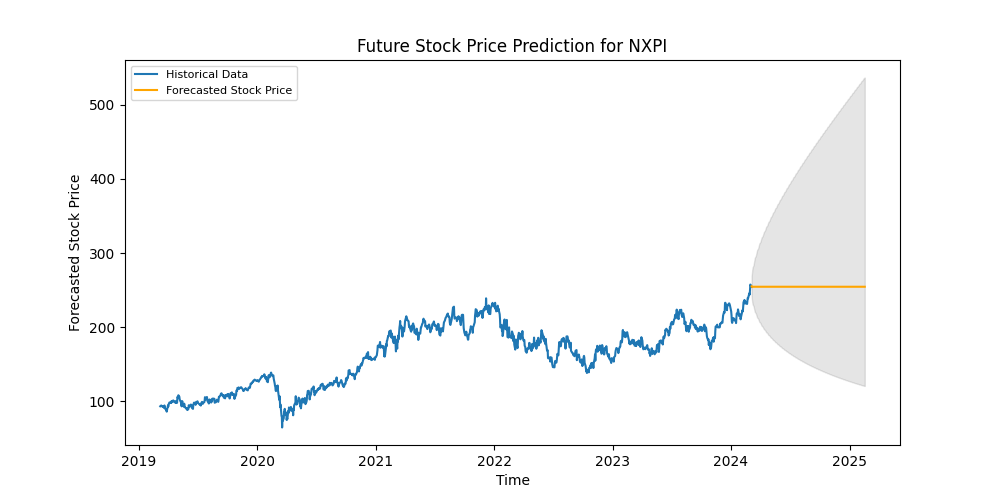 Future Stock Price Prediction for NXPI
Historical Data
Forecasted Stock Price
Forecasted Stock Price
500
400
300
200
100
2019 2020 2021 2022 2023 2024 2025
Time